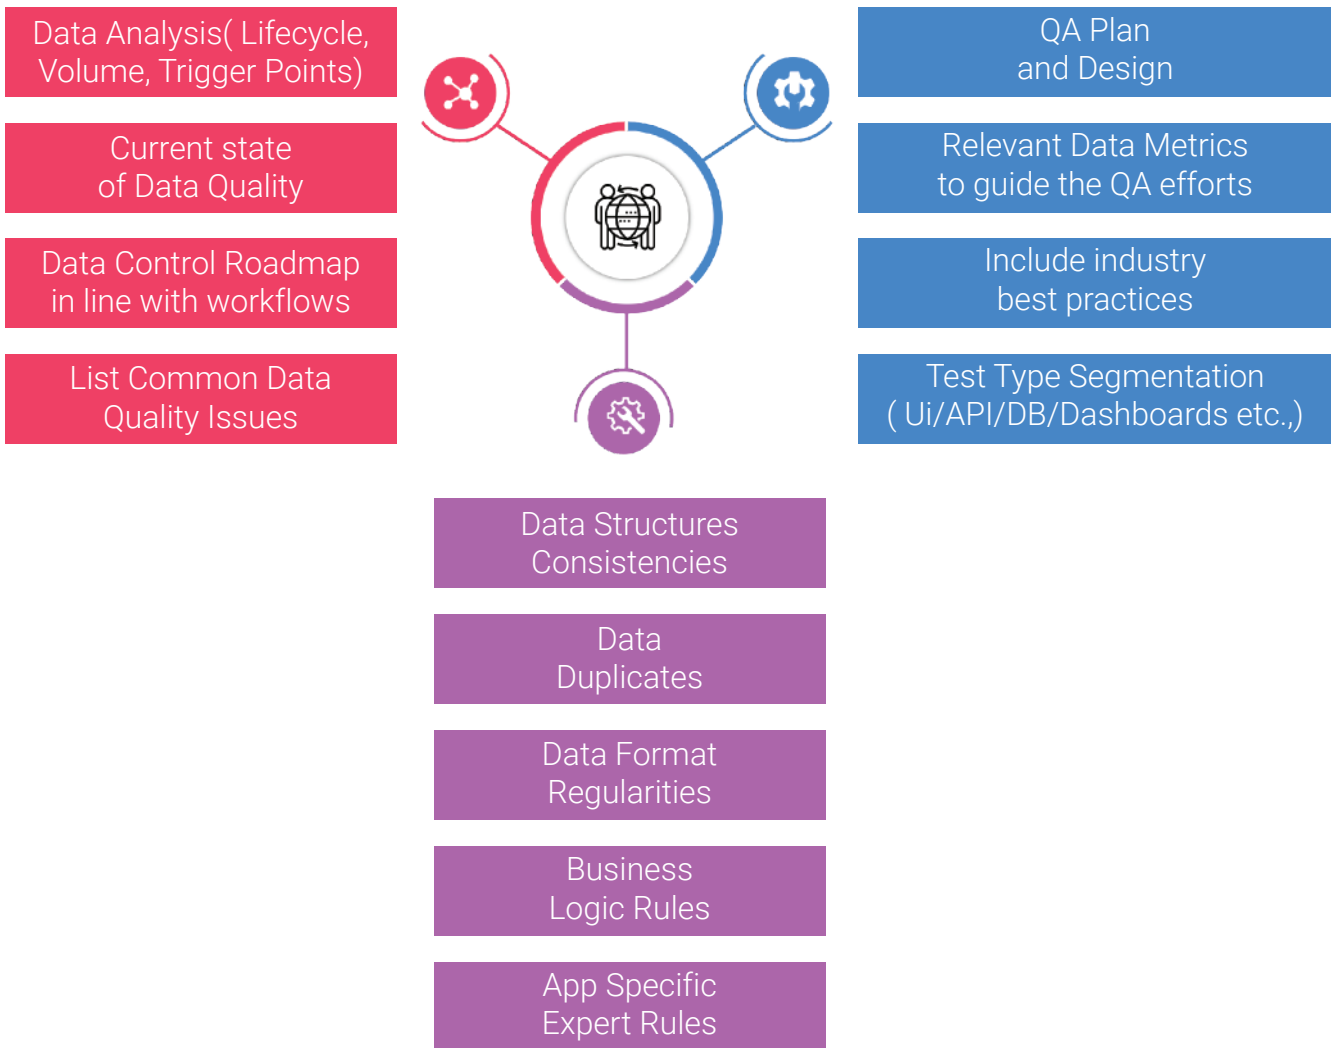 Data Analysis( Lifecycle,
Volume, Trigger Points)
Current state
of Data Quality
Data Control Roadmap
in line with workflows
List Common Data
Quality Issues
QA Plan
and Design
Relevant Data Metrics
to guide the QA efforts
Include industry
best practices
Test Type Segmentation
( Ui/API/DB/Dashboards etc.,)
Data Structures
Consistencies
Data
Duplicates
Data Format
Regularities
Business
Logic Rules
App Specific
Expert Rules